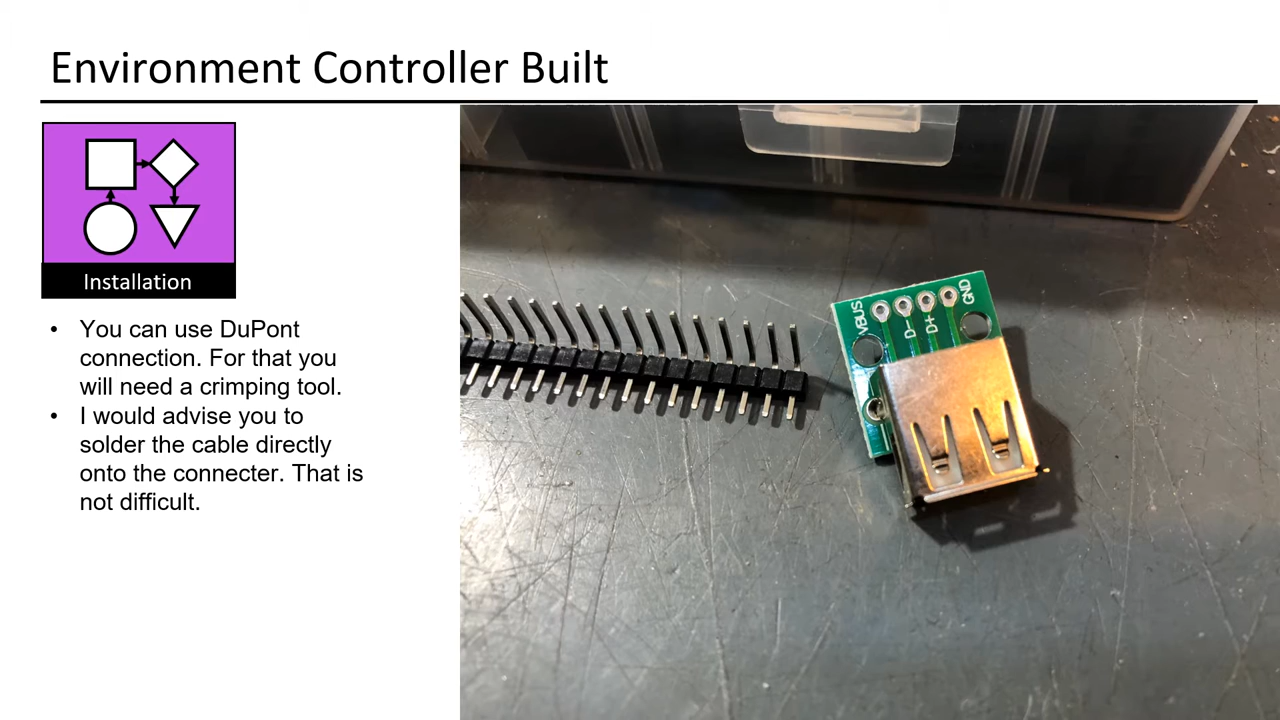 Environment Controller Built
Installation
• You can use DuPont
connection. For that you
will need a crimping tool.
• I would advise you to
solder the cable directly
onto the connecter. That is
not difficult.
VBUS
D-
D+
GND